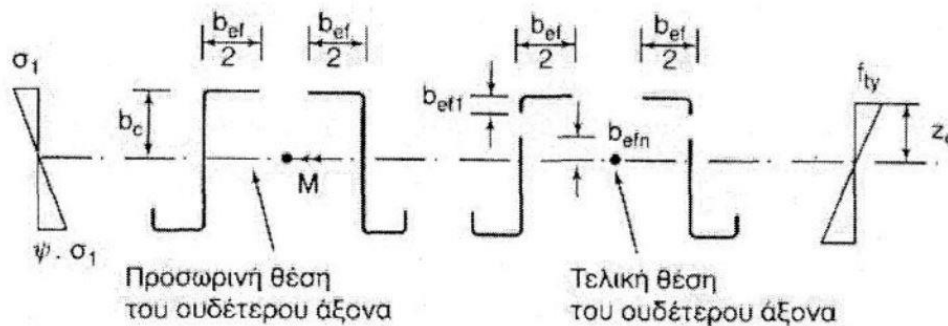 b_ef/2 b_ef/2 b_ef/2 b_ef/2
σ₁ f_ty
b_c b_ef1 b_efn
M
ψ . σ₁
Προσωρινή θέση Τελική θέση
του ουδέτερου άξονα του ουδέτερου άξονα